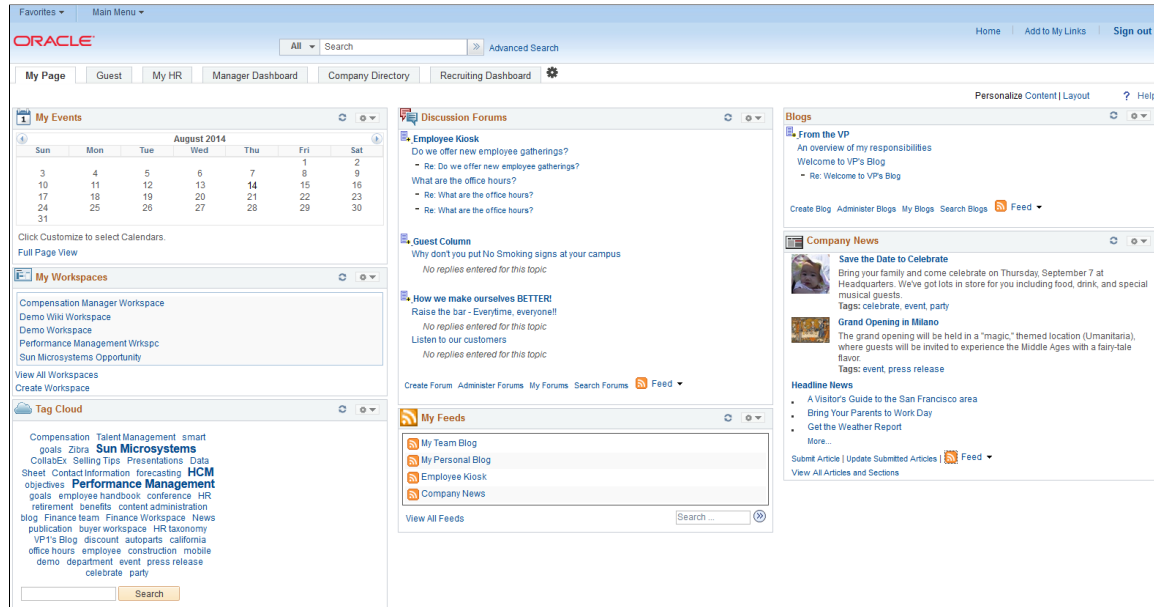 Favorites
Main Menu
ORACLE
All
Search
Advanced Search
Home
Add to My Links
Sign out
My Page
Guest
My HR
Manager Dashboard
Company Directory
Recruiting Dashboard
Personalize Content | Layout
? Help
1
My Events
August 2014
Sun Mon Tue Wed Thu Fri Sat
1 2
3 4 5 6 7 8 9
10 11 12 13 14 15 16
17 18 19 20 21 22 23
24 25 26 27 28 29 30
31
Click Customize to select Calendars.
Full Page View
My Workspaces
Compensation Manager Workspace
Demo Wiki Workspace
Demo Workspace
Performance Management Wrkspc
Sun Microsystems Opportunity
View All Workspaces
Create Workspace
Tag Cloud
Compensation Talent Management smart
goals Zibra Sun Microsystems
CollabEx Selling Tips Presentations Data
Sheet Contact Information forecasting HCM
objectives Performance Management
goals employee handbook conference HR
retirement benefits content administration
blog Finance team Finance Workspace News
publication buyer workspace HR taxonomy
VP1's Blog discount autoparts california
office hours employee construction mobile
demo department event press release
celebrate party
Search
Discussion Forums
Employee Kiosk
Do we offer new employee gatherings?
- Re: Do we offer new employee gatherings?
What are the office hours?
- Re: What are the office hours?
- Re: What are the office hours?
Guest Column
Why don't you put No Smoking signs at your campus
No replies entered for this topic
How we make ourselves BETTER!
Raise the bar - Everytime, everyone!!
No replies entered for this topic
Listen to our customers
No replies entered for this topic
Create Forum Administer Forums My Forums Search Forums Feed
My Feeds
My Team Blog
My Personal Blog
Employee Kiosk
Company News
View All Feeds
Search ...
Blogs
From the VP
An overview of my responsibilities
Welcome to VP's Blog
- Re: Welcome to VP's Blog
Create Blog Administer Blogs My Blogs Search Blogs Feed
Company News
Save the Date to Celebrate
Bring your family and come celebrate on Thursday, September 7 at
Headquarters. We've got lots in store for you including food, drink, and special
musical guests.
Tags: celebrate, event, party
Grand Opening in Milano
The grand opening will be held in a "magic," themed location (Umanitaria),
where guests will be invited to experience the Middle Ages with a fairy-tale
flavor.
Tags: event, press release
Headline News
A Visitor's Guide to the San Francisco area
Bring Your Parents to Work Day
Get the Weather Report
More...
Submit Article | Update Submitted Articles | Feed
View All Articles and Sections